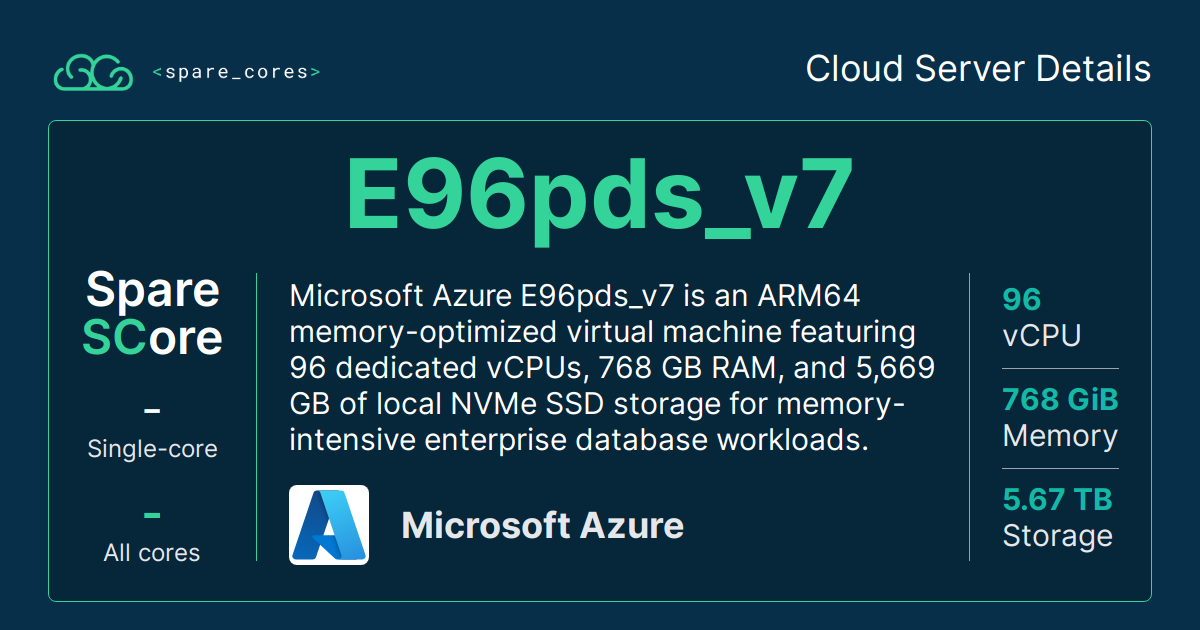 <spare_cores>
Cloud Server Details
E96pds_v7
Spare
SCore
–
Single-core
–
All cores
Microsoft Azure E96pds_v7 is an ARM64
memory-optimized virtual machine featuring
96 dedicated vCPUs, 768 GB RAM, and 5,669
GB of local NVMe SSD storage for memory-
intensive enterprise database workloads.
Microsoft Azure
96
vCPU
768 GiB
Memory
5.67 TB
Storage